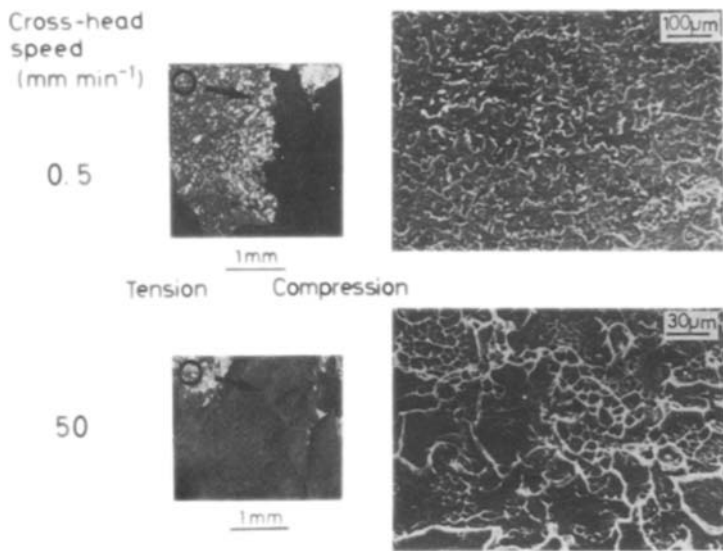 Cross-head
speed
(mm min⁻¹)
100μm
0.5
1mm
Tension Compression
30μm
50
1mm